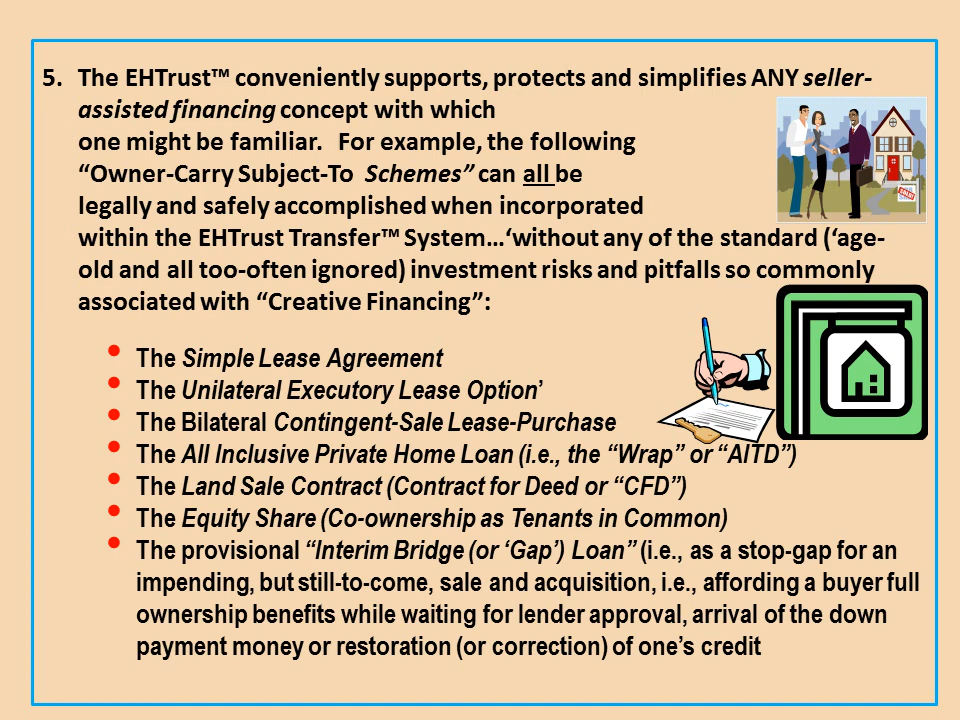 5. The EHTrust™ conveniently supports, protects and simplifies ANY seller-
assisted financing concept with which
one might be familiar. For example, the following
“Owner-Carry Subject-To Schemes” can all be
legally and safely accomplished when incorporated
within the EHTrust Transfer™ System…‘without any of the standard (‘age-
old and all too-often ignored) investment risks and pitfalls so commonly
associated with “Creative Financing”:
• The Simple Lease Agreement
• The Unilateral Executory Lease Option’
• The Bilateral Contingent-Sale Lease-Purchase
• The All Inclusive Private Home Loan (i.e., the “Wrap” or “AITD”)
• The Land Sale Contract (Contract for Deed or “CFD”)
• The Equity Share (Co-ownership as Tenants in Common)
• The provisional “Interim Bridge (or ‘Gap’) Loan” (i.e., as a stop-gap for an
impending, but still-to-come, sale and acquisition, i.e., affording a buyer full
ownership benefits while waiting for lender approval, arrival of the down
payment money or restoration (or correction) of one’s credit